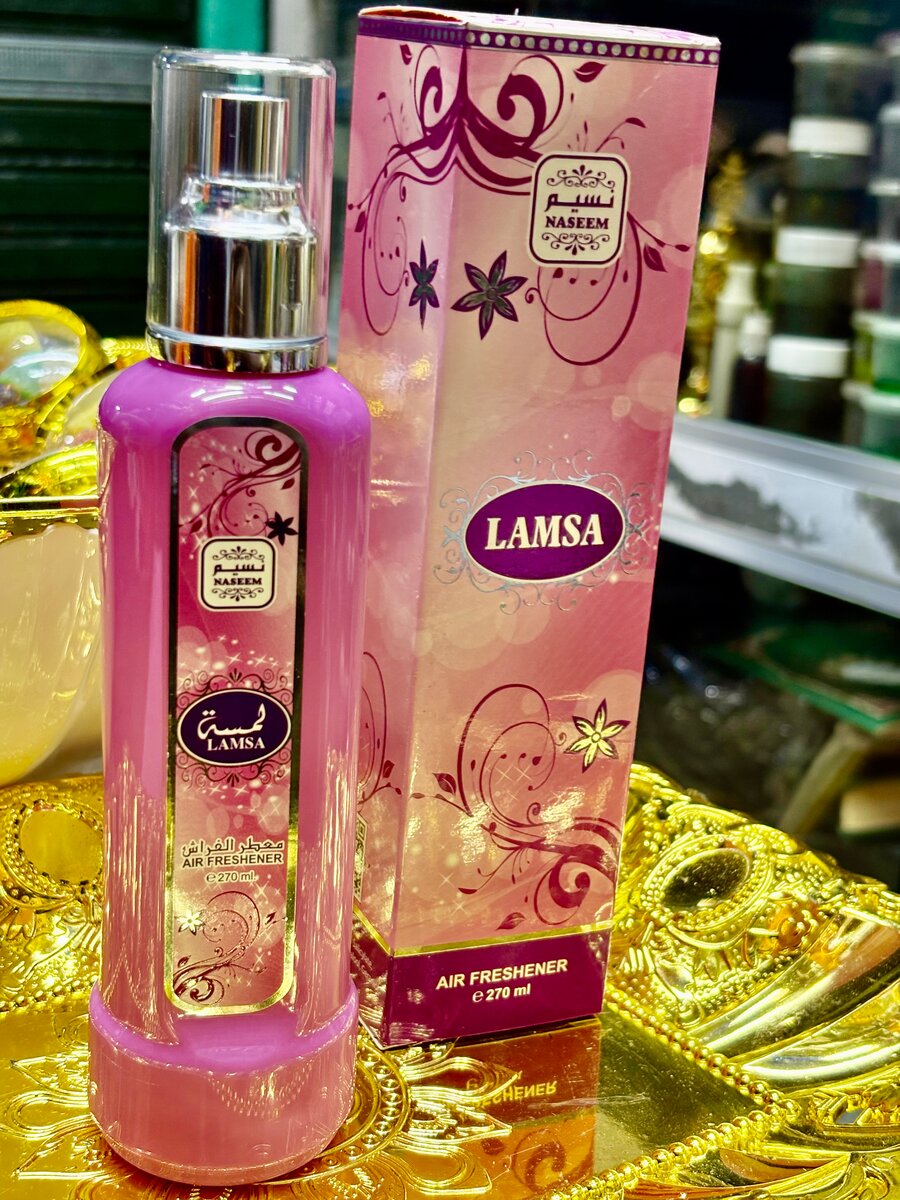 نسيم
NASEEM
لمسة
LAMSA
معطر الفراش
AIR FRESHENER
℮ 270 ml
نسيم
NASEEM
LAMSA
AIR FRESHENER
℮ 270 ml